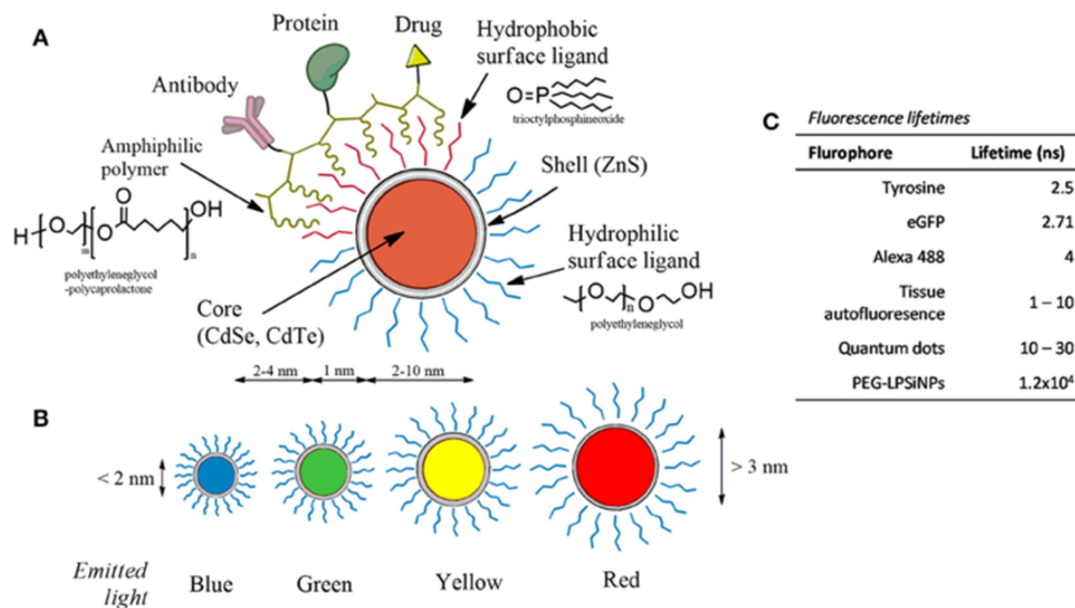 A
Protein
Drug
Hydrophobic
surface ligand
O=P
trioctylphosphineoxide
Antibody
Amphiphilic
polymer
Shell (ZnS)
H O m O O OH n
polyethyleneglycol
-polycaprolactone
Hydrophilic
surface ligand
O n O OH
polyethyleneglycol
Core
(CdSe, CdTe)
2-4 nm 1 nm 2-10 nm
B
< 2 nm
> 3 nm
Emitted
light
Blue Green Yellow Red
C
Fluorescence lifetimes
Flurophore Lifetime (ns)
Tyrosine 2.5
eGFP 2.71
Alexa 488 4
Tissue
autofluoresence 1 – 10
Quantum dots 10 – 30
PEG-LPSiNPs 1.2x10⁴